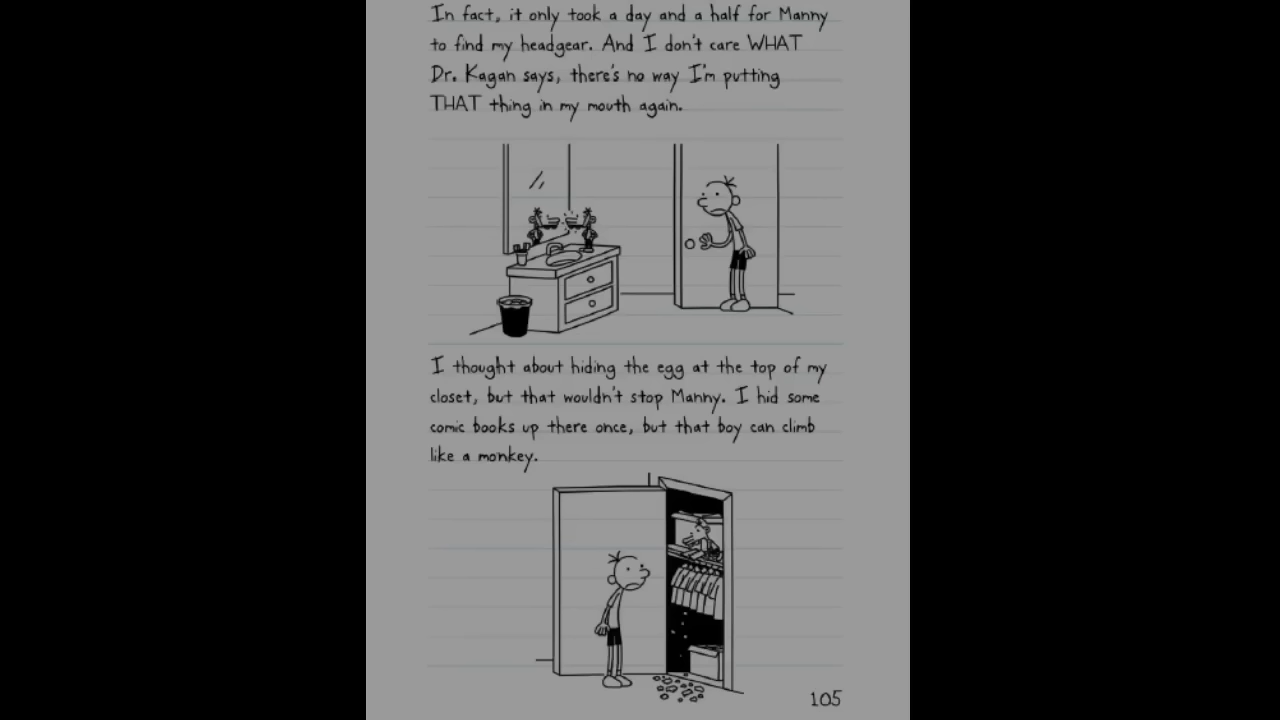 In fact, it only took a day and a half for Manny
to find my headgear. And I don't care WHAT
Dr. Kagan says, there's no way I'm putting
THAT thing in my mouth again.
I thought about hiding the egg at the top of my
closet, but that wouldn't stop Manny. I hid some
comic books up there once, but that boy can climb
like a monkey.
105